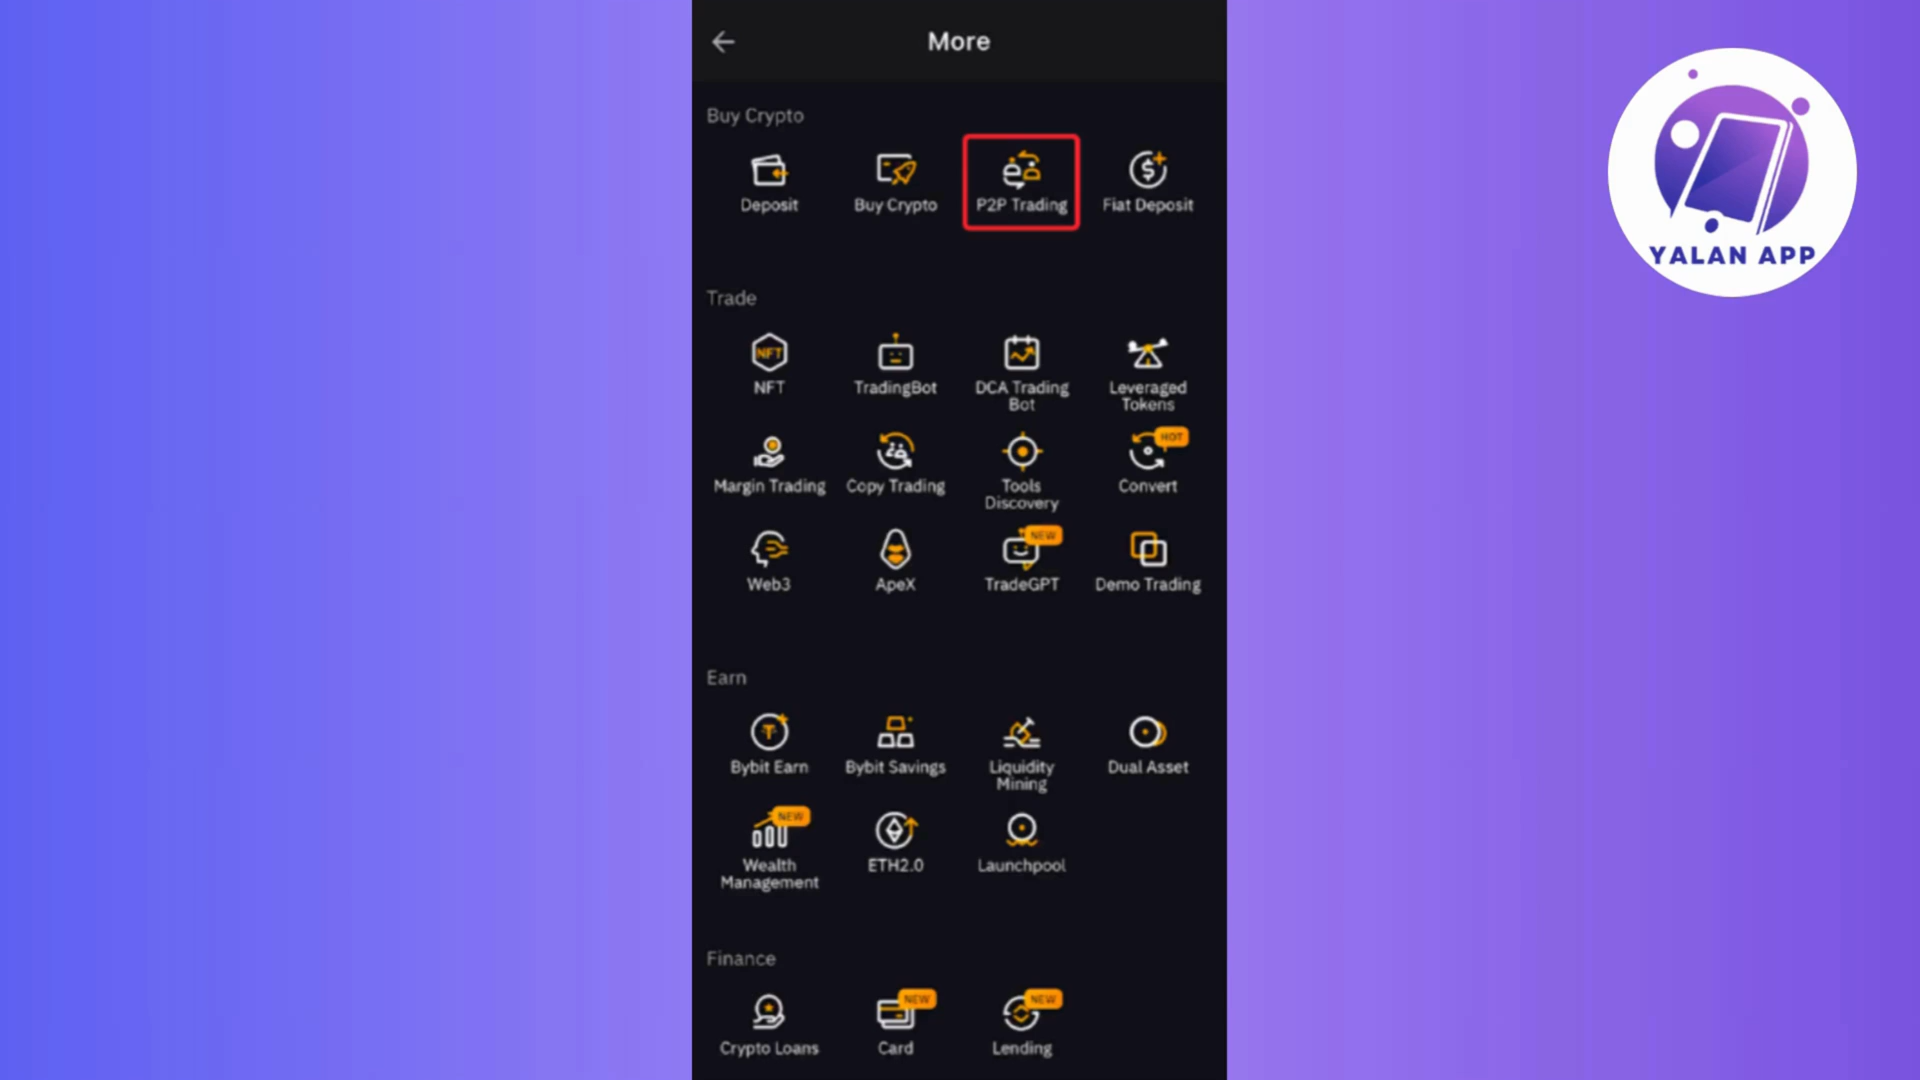 More
Buy Crypto
Deposit
Buy Crypto
P2P Trading
Fiat Deposit
Trade
NFT
NFT
TradingBot
DCA Trading
Bot
Leveraged
Tokens
HOT
Margin Trading
Copy Trading
Tools
Discovery
Convert
NEW
Web3
ApeX
TradeGPT
Demo Trading
Earn
Bybit Earn
Bybit Savings
Liquidity
Mining
Dual Asset
NEW
Wealth
Management
ETH2.0
Launchpool
Finance
NEW
NEW
Crypto Loans
Card
Lending
YALAN APP